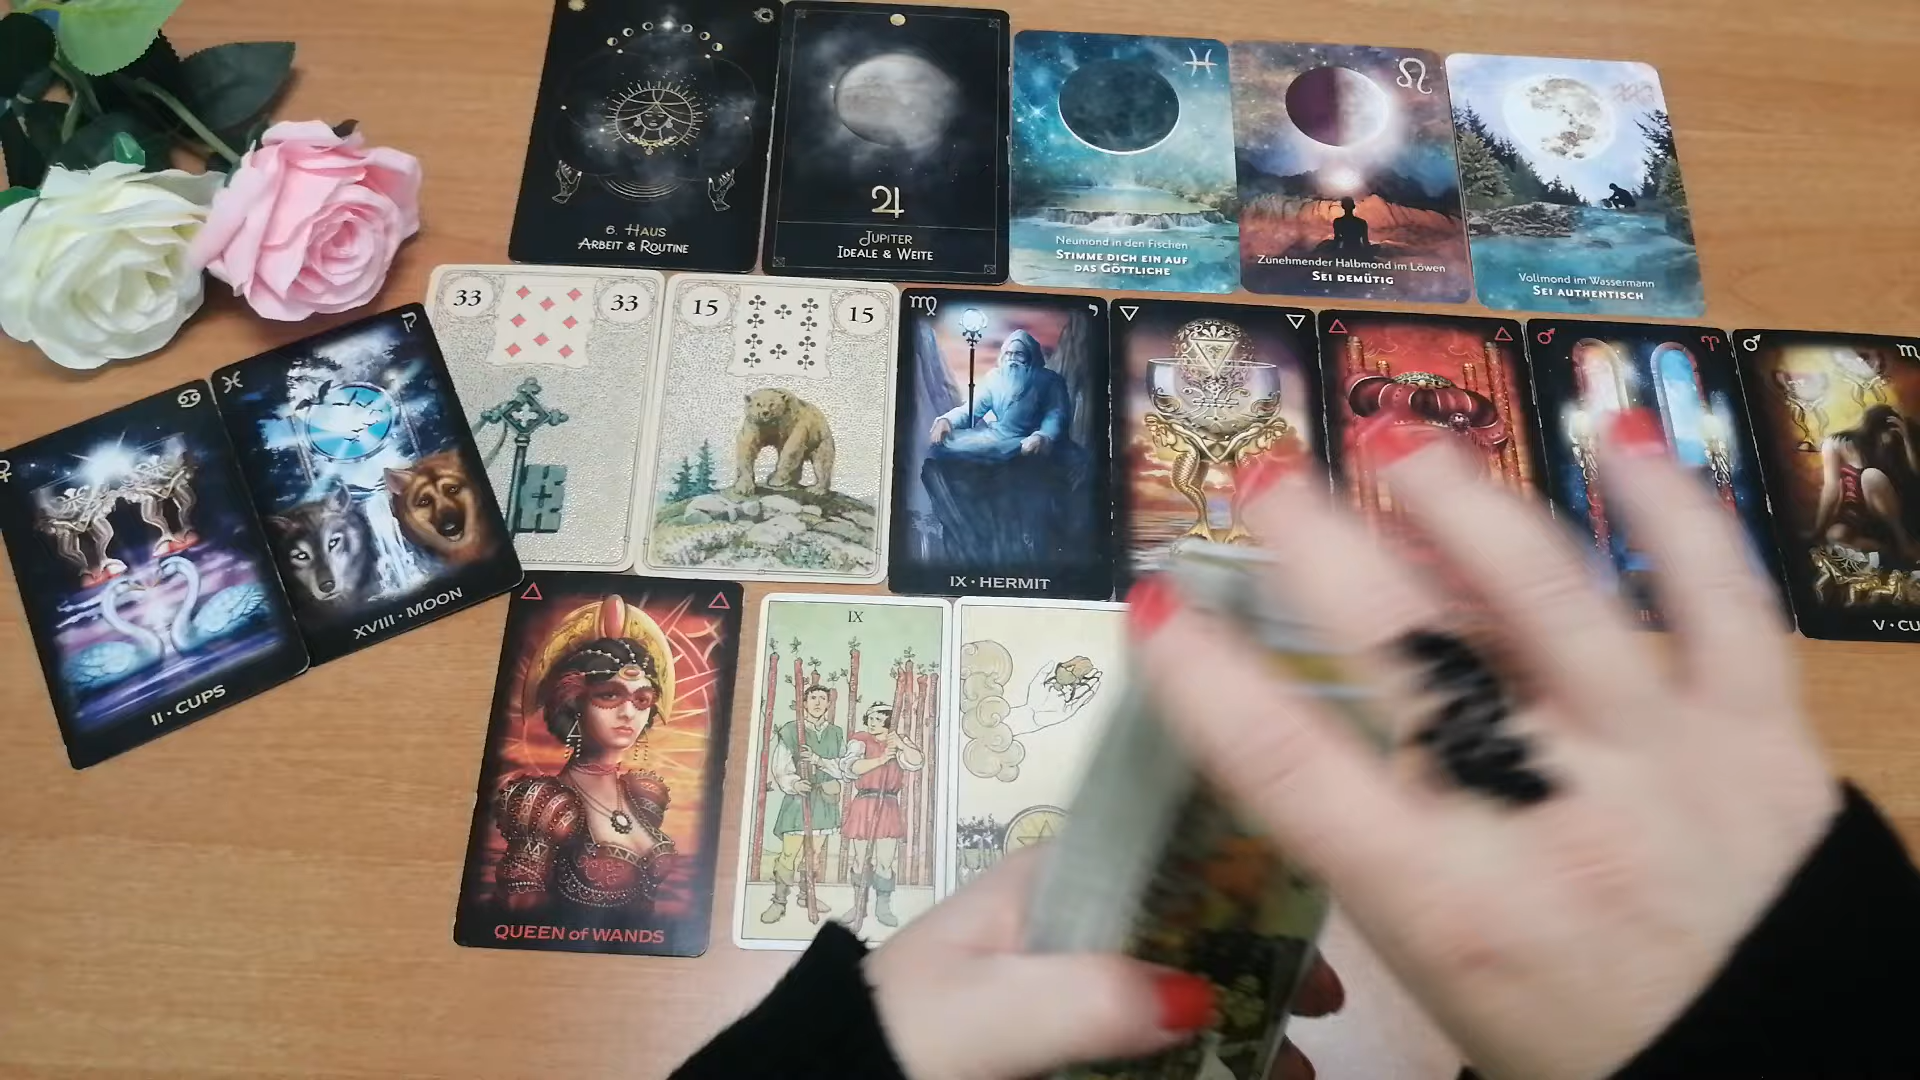 6. Haus
Arbeit & Routine
Jupiter
Ideale & Weite
Neumond in den Fischen
Stimme dich ein auf
das Göttliche
Zunehmender Halbmond im Löwen
Sei demütig
Vollmond im Wassermann
Sei authentisch
33 33
15 15
IX • HERMIT
V • CU
II • CUPS
XVIII • MOON
QUEEN of WANDS
IX